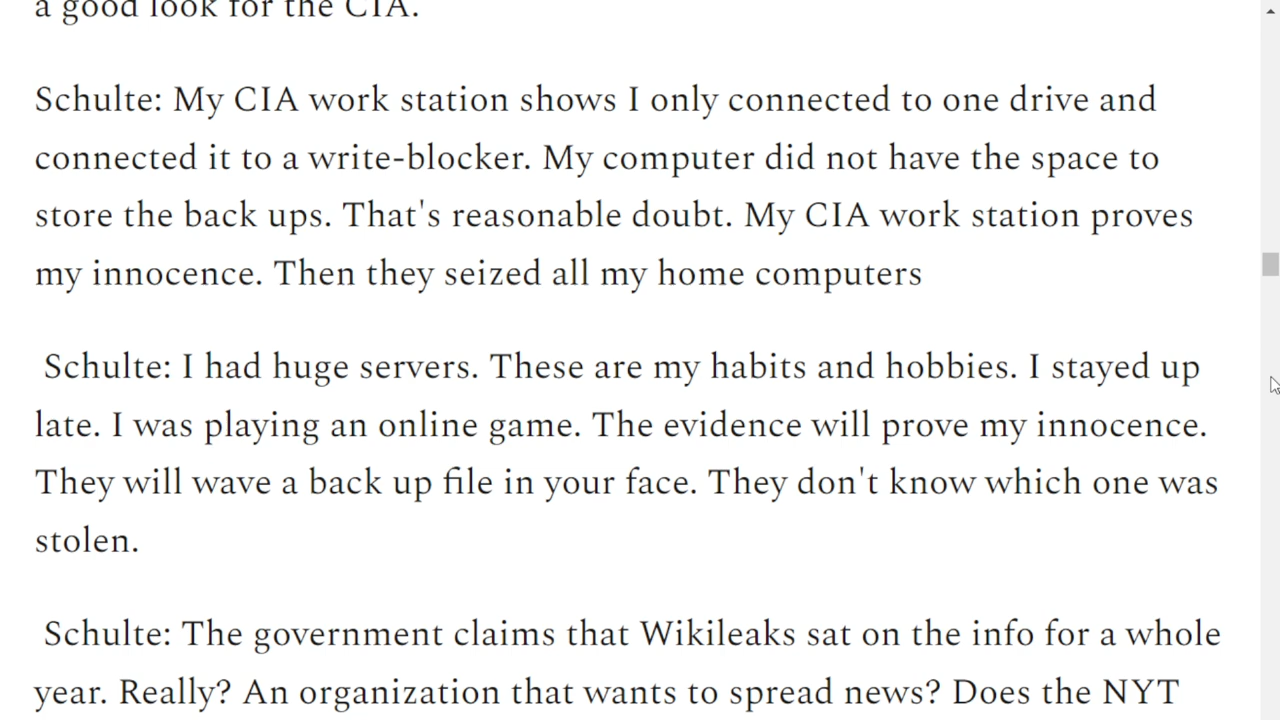 a good look for the CIA.
Schulte: My CIA work station shows I only connected to one drive and
connected it to a write-blocker. My computer did not have the space to
store the back ups. That's reasonable doubt. My CIA work station proves
my innocence. Then they seized all my home computers
Schulte: I had huge servers. These are my habits and hobbies. I stayed up
late. I was playing an online game. The evidence will prove my innocence.
They will wave a back up file in your face. They don't know which one was
stolen.
Schulte: The government claims that Wikileaks sat on the info for a whole
year. Really? An organization that wants to spread news? Does the NYT